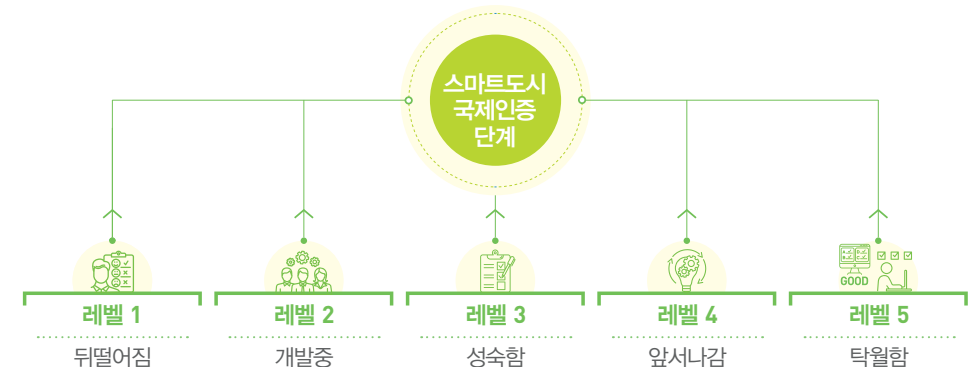 스마트도시
국제인증
단계
GOOD
레벨 1
레벨 2
레벨 3
레벨 4
레벨 5
뒤떨어짐
개발중
성숙함
앞서나감
탁월함